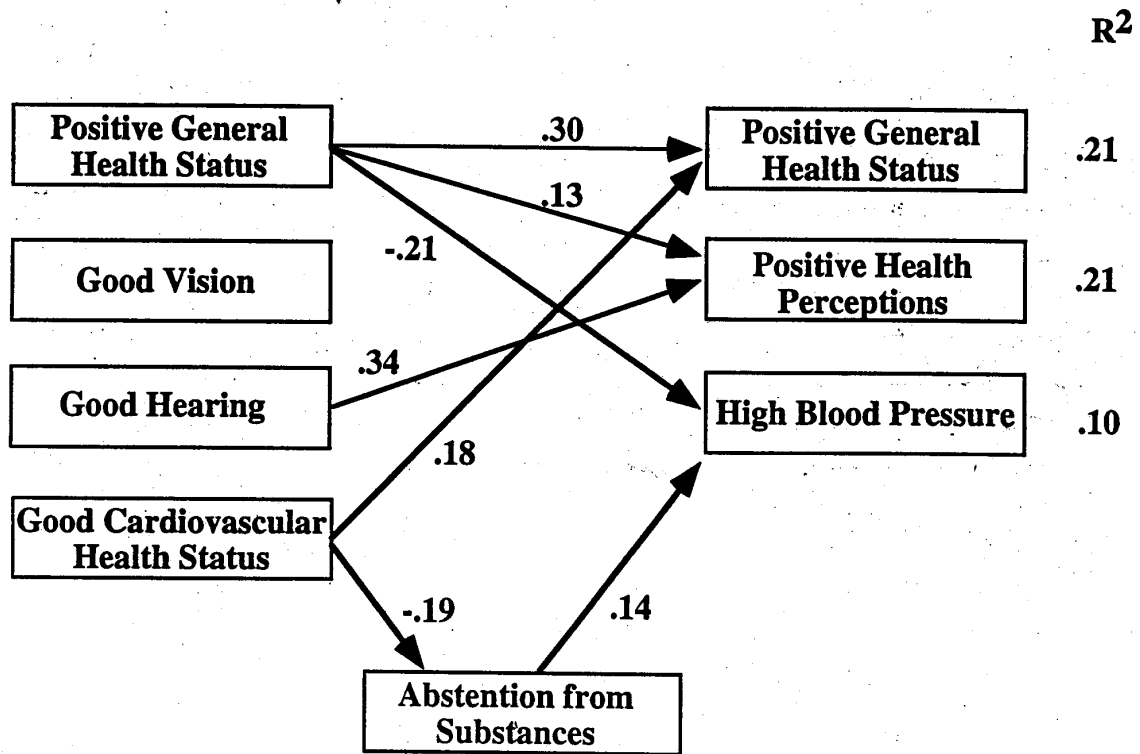 R2
Positive General
Health Status
.30
Positive General
Health Status
.21
.13
Good Vision
-.21
Positive Health
Perceptions
.21
Good Hearing
.34
High Blood Pressure
.10
.18
Good Cardiovascular
Health Status
-.19
.14
Abstention from
Substances